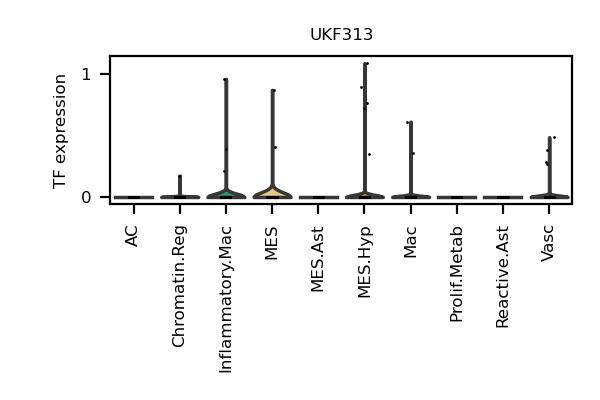 UKF313
TF expression
1
0
AC
Chromatin.Reg
Inflammatory.Mac
MES
MES.Ast
MES.Hyp
Mac
Prolif.Metab
Reactive.Ast
Vasc